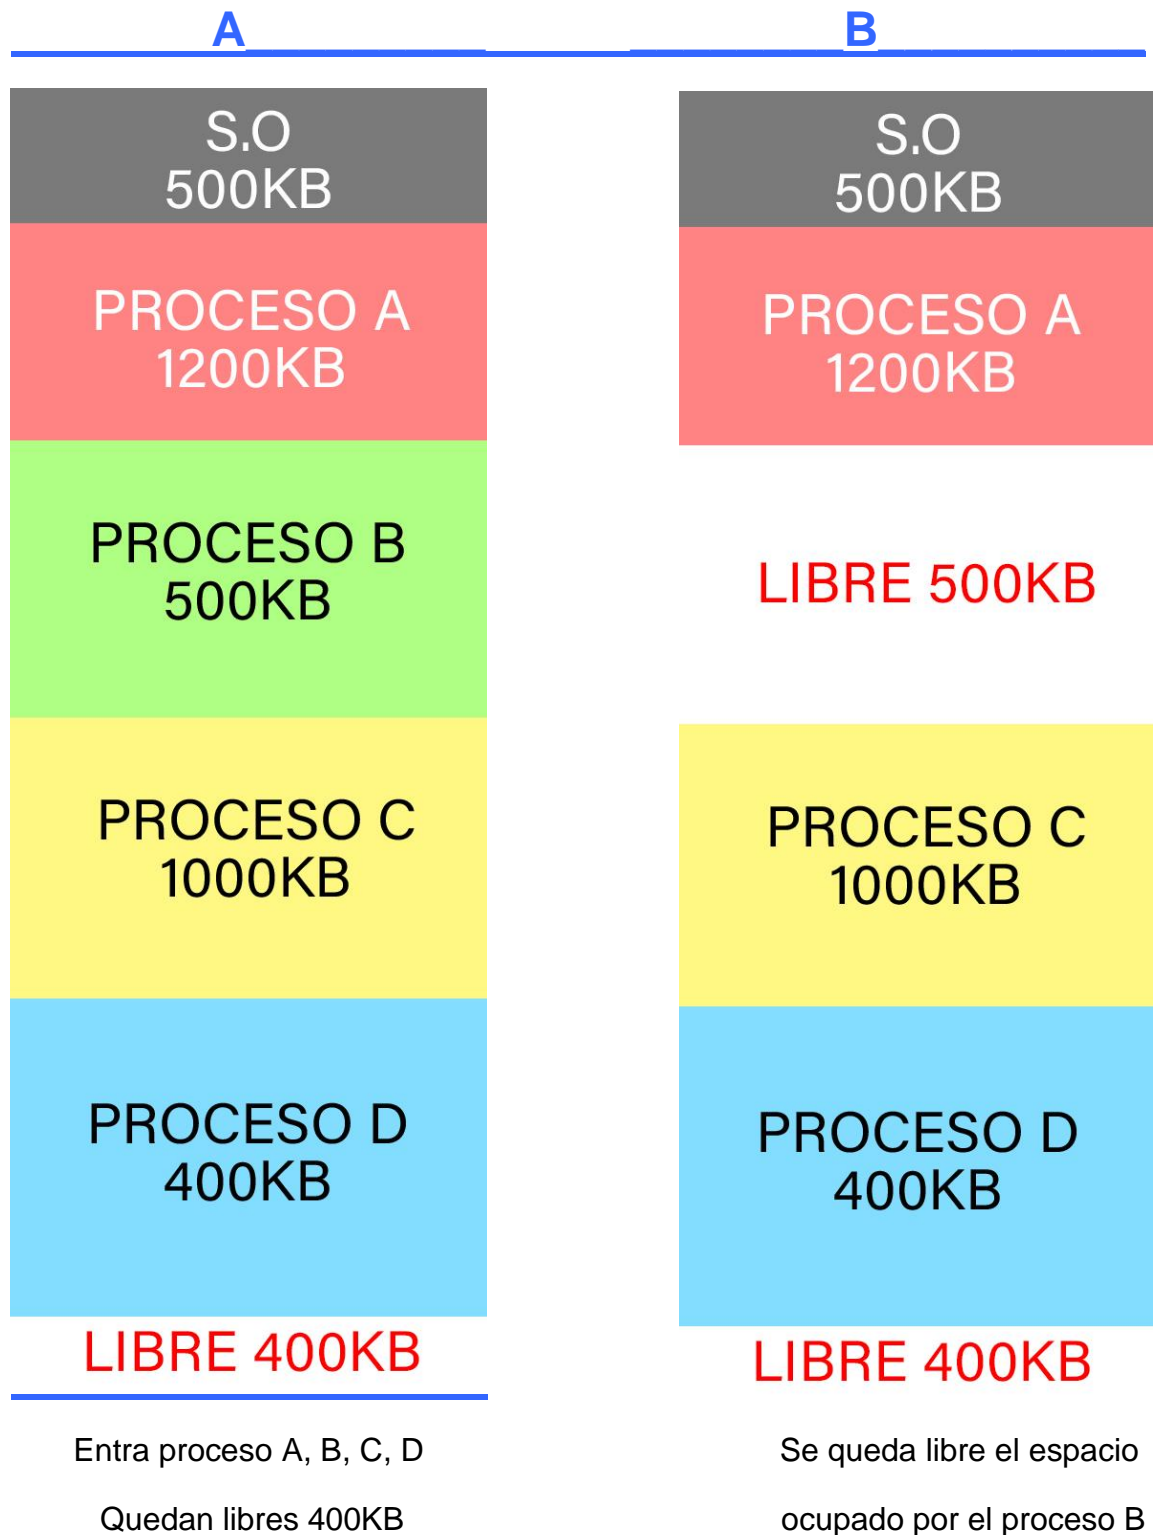 A
S.O
500KB
PROCESO A
1200KB
PROCESO B
500KB
PROCESO C
1000KB
PROCESO D
400KB
LIBRE 400KB
Entra proceso A, B, C, D
Quedan libres 400KB
B
S.O
500KB
PROCESO A
1200KB
LIBRE 500KB
PROCESO C
1000KB
PROCESO D
400KB
LIBRE 400KB
Se queda libre el espacio
ocupado por el proceso B